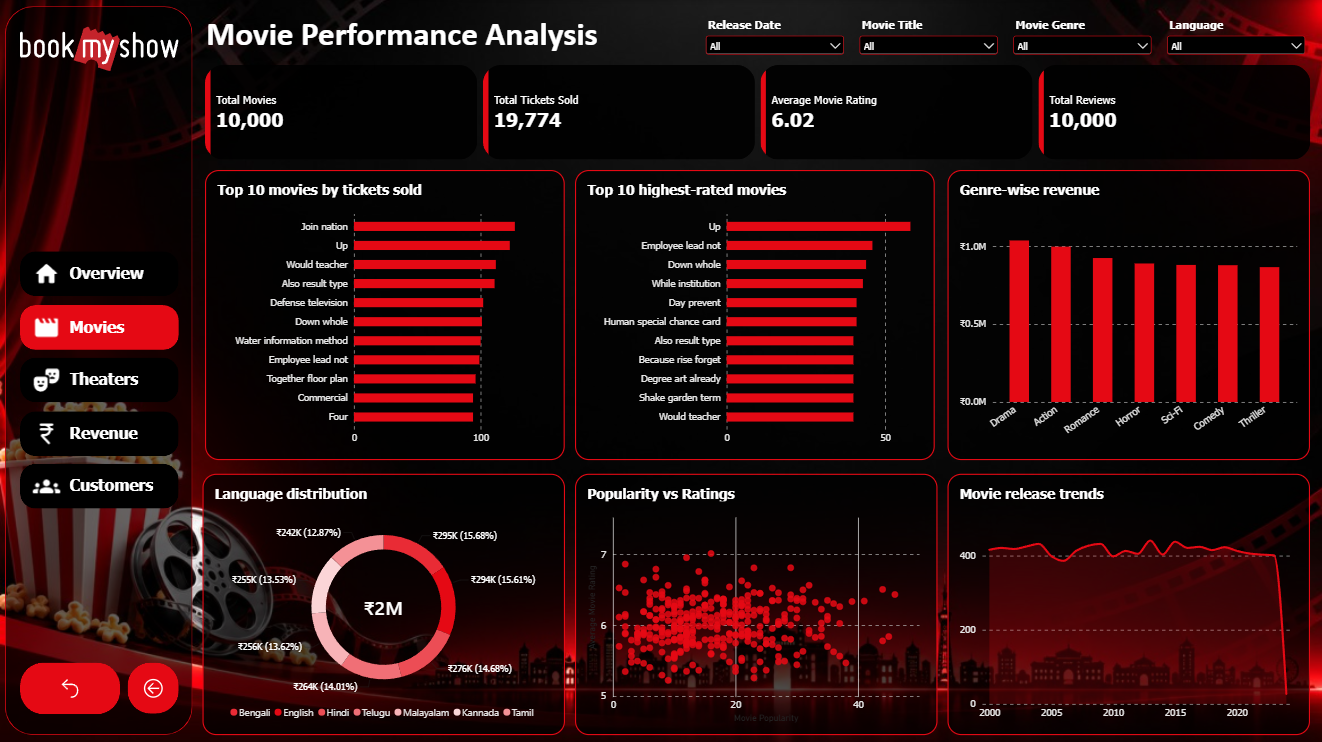 book my show
Movie Performance Analysis
Release Date
All
Movie Title
All
Movie Genre
All
Language
All
Overview
Movies
Theaters
Revenue
Customers
Total Movies
10,000
Total Tickets Sold
19,774
Average Movie Rating
6.02
Total Reviews
10,000
Top 10 movies by tickets sold
Join nation
Up
Would teacher
Also result type
Defense television
Down whole
Water information method
Employee lead not
Together floor plan
Commercial
Four
0 100
Top 10 highest-rated movies
Up
Employee lead not
Down whole
While institution
Day prevent
Human special chance card
Also result type
Because rise forget
Degree art already
Shake garden term
Would teacher
0 50
Genre-wise revenue
₹1.0M
₹0.5M
₹0.0M
Drama
Action
Romance
Horror
Sci-Fi
Comedy
Thriller
Language distribution
₹242K (12.87%)
₹295K (15.68%)
₹255K (13.53%)
₹294K (15.61%)
₹2M
₹256K (13.62%)
₹276K (14.68%)
₹264K (14.01%)
Bengali English Hindi Telugu Malayalam Kannada Tamil
Popularity vs Ratings
7
6
5
0 20 40
Movie Popularity
Movie release trends
400
200
0
2000 2005 2010 2015 2020